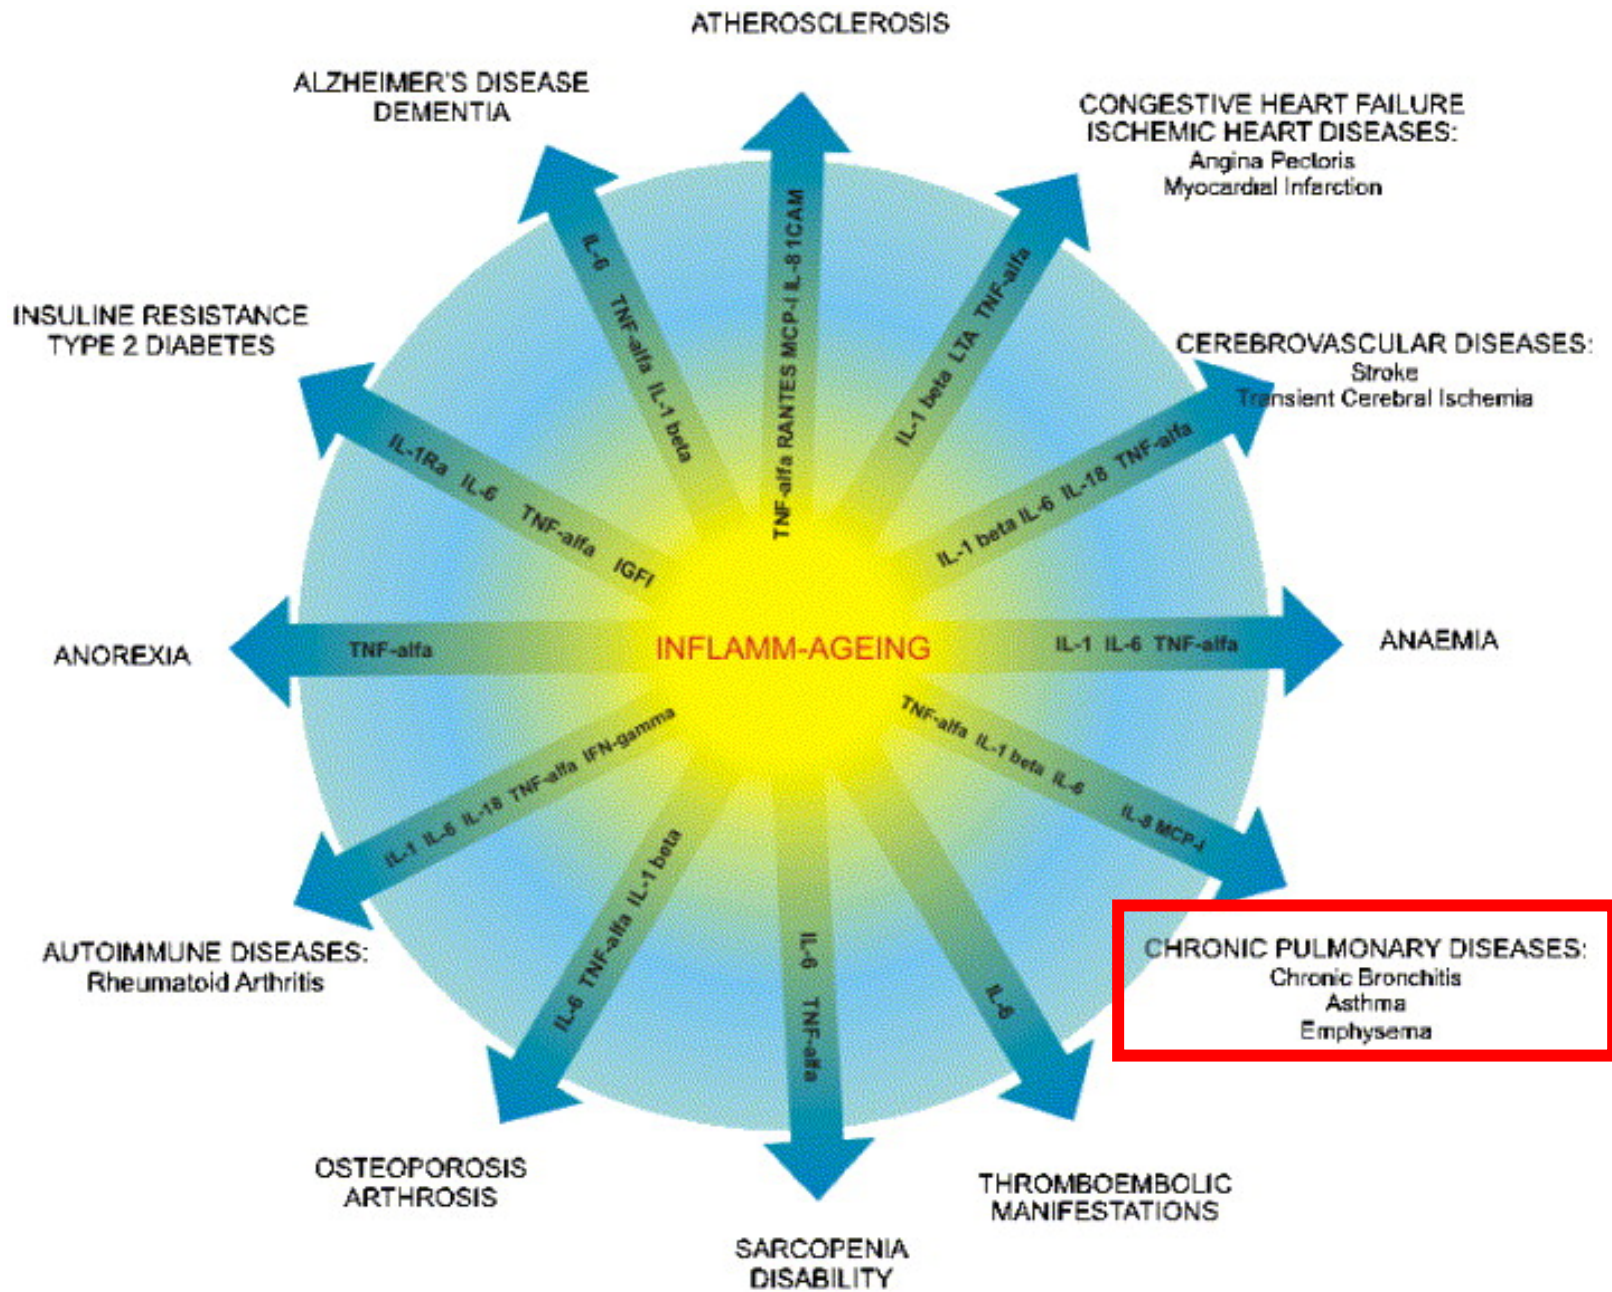 ATHEROSCLEROSIS
ALZHEIMER'S DISEASE
DEMENTIA
CONGESTIVE HEART FAILURE
ISCHEMIC HEART DISEASES:
Angina Pectoris
Myocardial Infarction
INSULINE RESISTANCE
TYPE 2 DIABETES
CEREBROVASCULAR DISEASES:
Stroke
Transient Cerebral Ischemia
IL-6 TNF-alfa IL-1 beta
TNF-alfa RANTES MCP-I IL-8 1CAM
IL-1 beta LTA TNF-alfa
IL-1Ra IL-6 TNF-alfa IGFI
IL-1 beta IL-6 IL-18 TNF-alfa
ANOREXIA
TNF-alfa
INFLAMM-AGEING
IL-1 IL-6 TNF-alfa
ANAEMIA
IL-1 IL-6 IL-18 TNF-alfa IFN-gamma
TNF-alfa IL-1 beta IL-6 IL-8 MCP-I
IL-6 TNF-alfa IL-1 beta
IL-6 TNF-alfa
IL-6
AUTOIMMUNE DISEASES:
Rheumatoid Arthritis
CHRONIC PULMONARY DISEASES:
Chronic Bronchitis
Asthma
Emphysema
OSTEOPOROSIS
ARTHROSIS
THROMBOEMBOLIC
MANIFESTATIONS
SARCOPENIA
DISABILITY